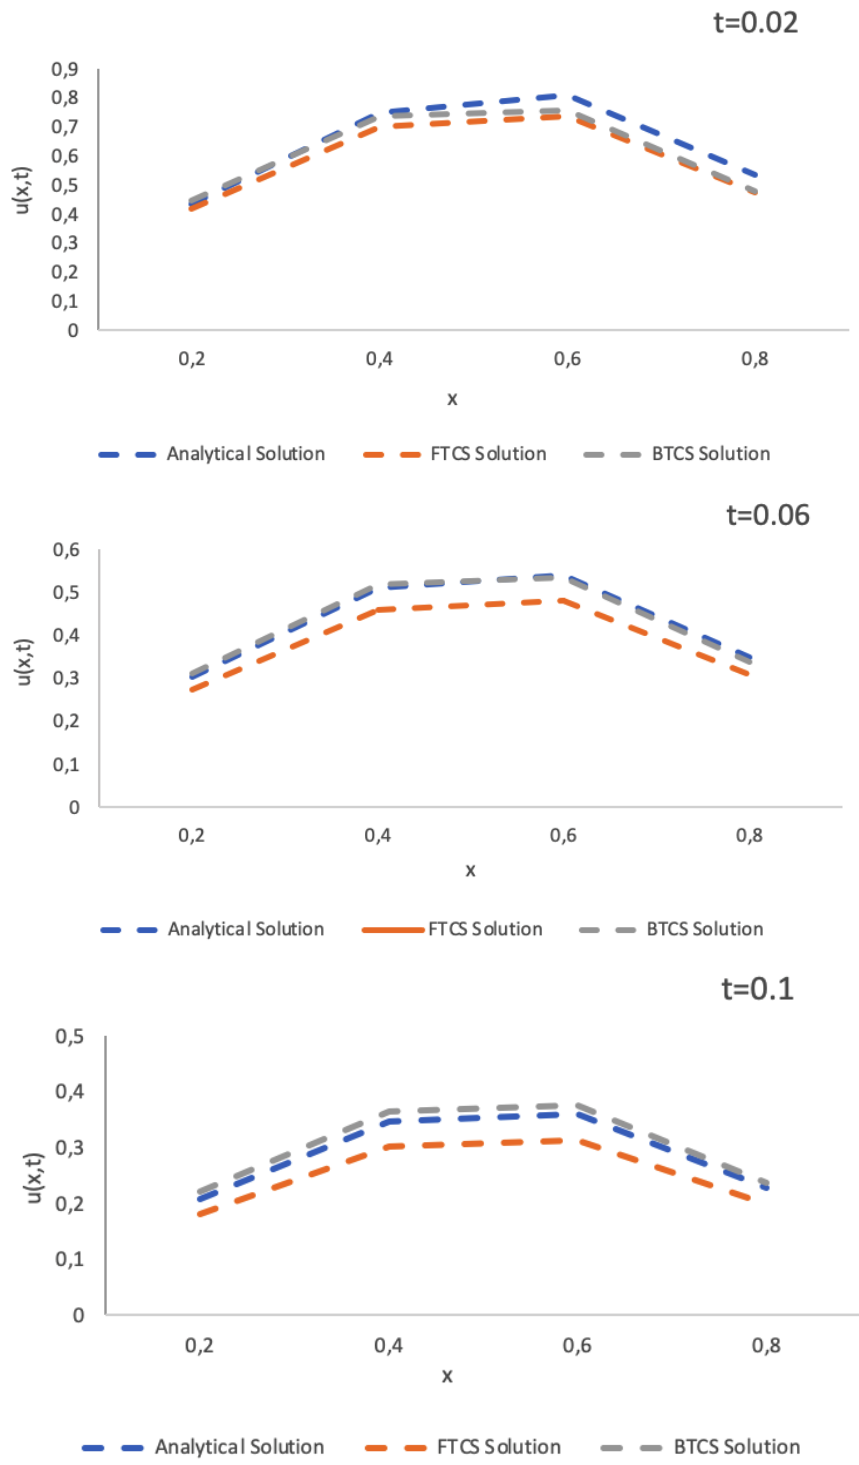 t=0.02
0,9
0,8
0,7
0,6
0,5
0,4
0,3
0,2
0,1
0
u(x,t)
0,2 0,4 0,6 0,8
x
Analytical Solution FTCS Solution BTCS Solution
t=0.06
0,6
0,5
0,4
0,3
0,2
0,1
0
u(x,t)
0,2 0,4 0,6 0,8
x
Analytical Solution FTCS Solution BTCS Solution
t=0.1
0,5
0,4
0,3
0,2
0,1
0
u(x,t)
0,2 0,4 0,6 0,8
x
Analytical Solution FTCS Solution BTCS Solution